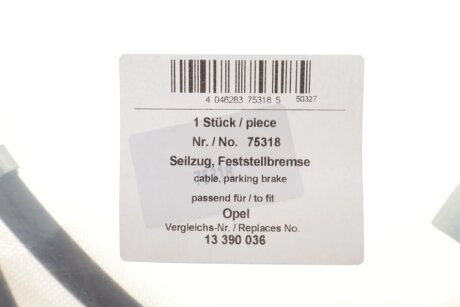 4 046283 75318 5 50327
1 Stück / piece
Nr. / No. 75318
Seilzug, Feststellbremse
cable, parking brake
75318
passend für / to fit
Opel
Vergleichs-Nr. / Replaces No.
13 390 036